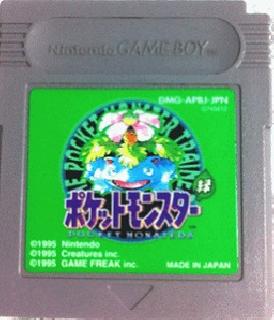 Nintendo GAME BOY
DMG-APBJ-JPN
ポケットモンスター
緑
POCKET MONSTERS
©1995 Nintendo
©1995 Creatures inc.
©1995 GAME FREAK inc.
MADE IN JAPAN